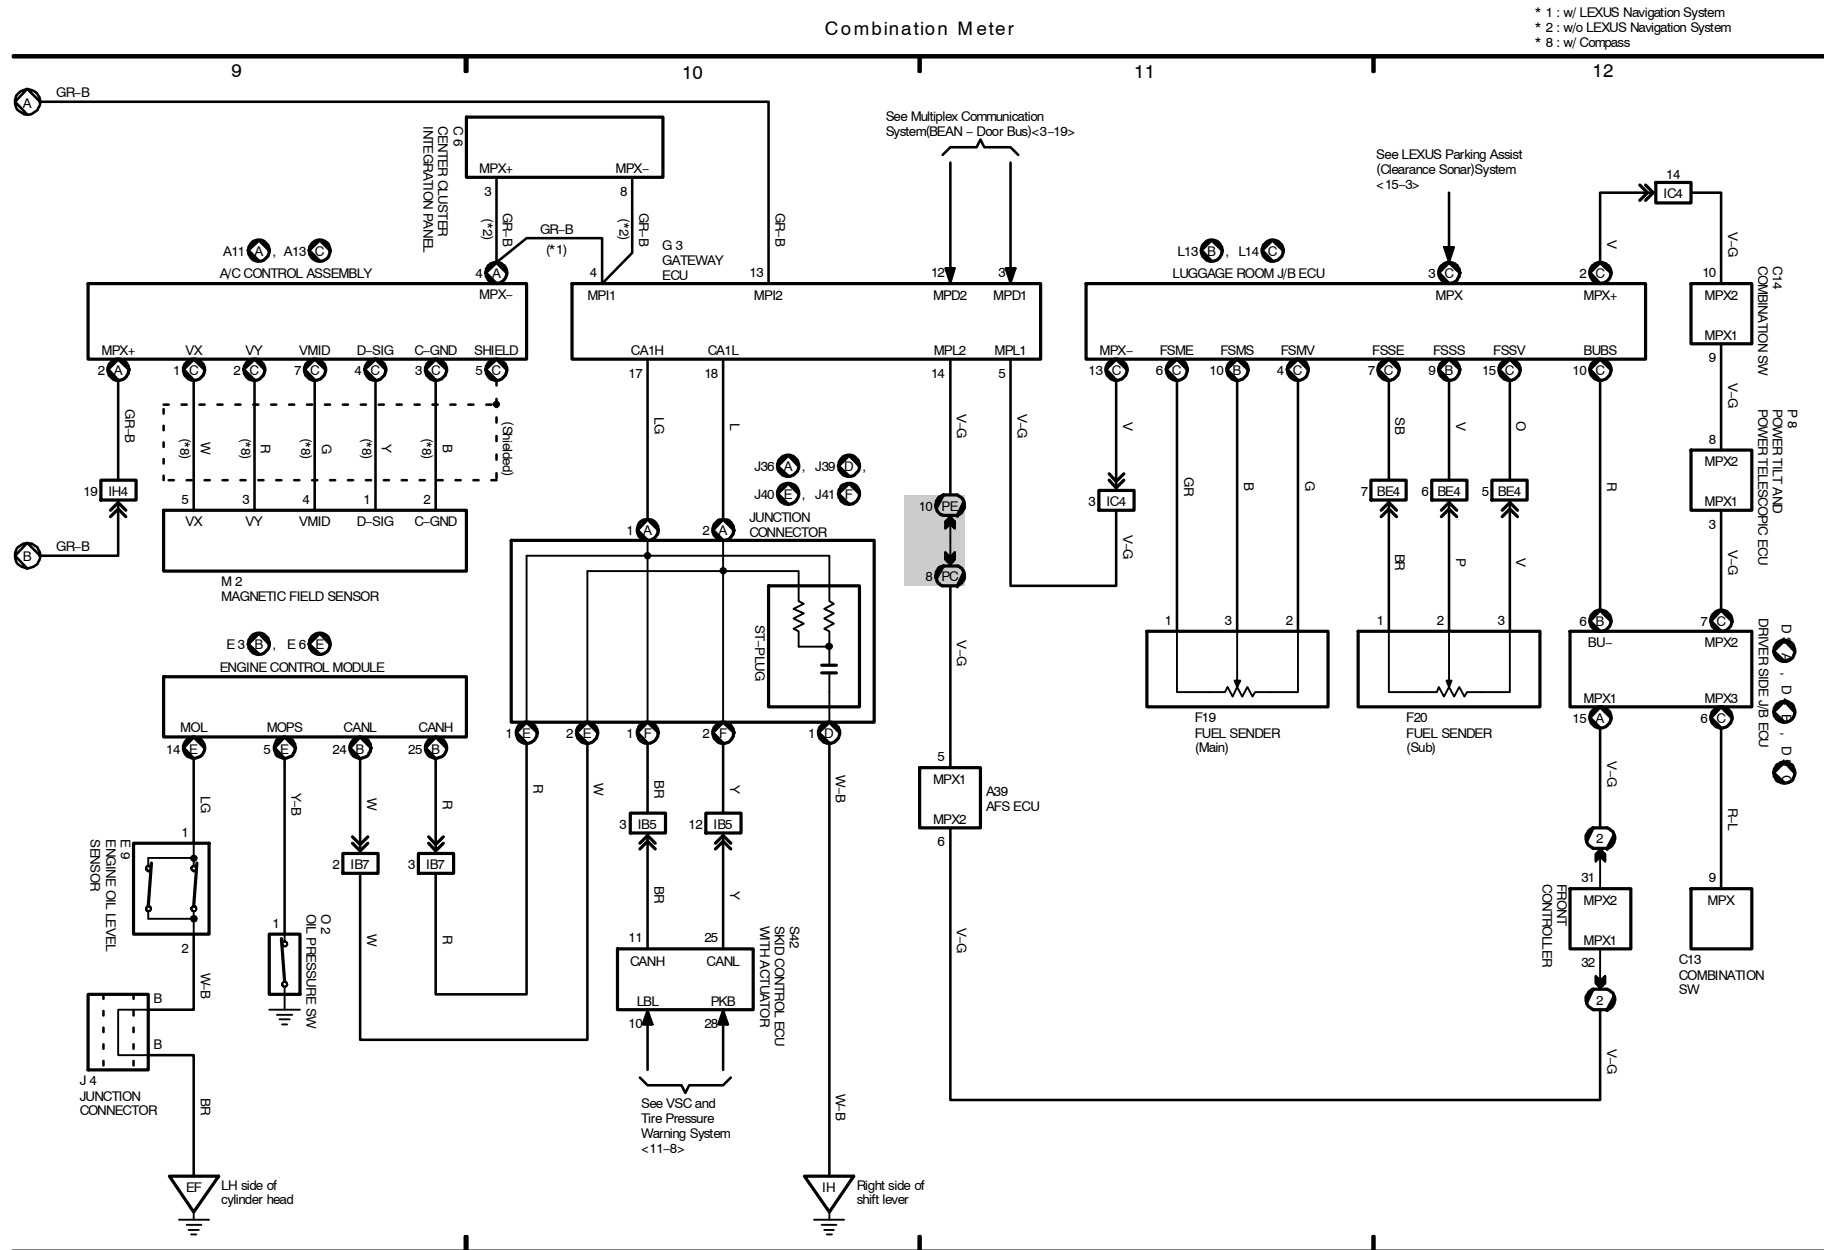 Combination Meter
* 1 : w/ LEXUS Navigation System
* 2 : w/o LEXUS Navigation System
* 8 : w/ Compass
9
10
11
12
A
GR–B
C 6
CENTER CLUSTER
INTEGRATION PANEL
MPX+
MPX–
3
8
GR–B
(*2)
GR–B
(*1)
GR–B
(*2)
GR–B
See Multiplex Communication
System(BEAN – Door Bus)<3–19>
See LEXUS Parking Assist
(Clearance Sonar)System
<15–3>
14
IC4
V
V–G
A11 A , A13 C
A/C CONTROL ASSEMBLY
4 A
MPX–
MPX+
VX
VY
VMID
D–SIG
C–GND
SHIELD
2 A
1 C
2 C
7 C
4 C
3 C
5 C
G 3
GATEWAY
ECU
4
13
12
3
MPI1
MPI2
MPD2
MPD1
CA1H
CA1L
MPL2
MPL1
17
18
14
5
L13 B , L14 C
LUGGAGE ROOM J/B ECU
3 C
2 C
MPX
MPX+
MPX–
FSME
FSMS
FSMV
FSSE
FSSS
FSSV
BUBS
13 C
6 C
10 B
4 C
7 C
9 B
15 C
10 C
10
MPX2
MPX1
9
C14
COMBINATION SW
V–G
8
MPX2
MPX1
3
P 8
POWER TILT AND
POWER TELESCOPIC ECU
V–G
GR–B
19 IH4
B
GR–B
W
(*8)
R
(*8)
G
(*8)
Y
(*8)
B
(*8)
(Shielded)
5
3
4
1
2
VX
VY
VMID
D–SIG
C–GND
M 2
MAGNETIC FIELD SENSOR
LG
L
V–G
V–G
J36 A , J39 D ,
J40 E , J41 F
JUNCTION
CONNECTOR
1 A
2 A
ST–PLUG
1 E
2 E
1 F
2 F
1 D
10 PE
8 PC
V–G
V
3 IC4
V–G
GR
B
G
SB
V
O
7 BE4
6 BE4
5 BE4
BR
P
V
R
1
3
2
F19
FUEL SENDER
(Main)
1
2
3
F20
FUEL SENDER
(Sub)
6 B
7 C
BU–
MPX2
MPX1
MPX3
15 A
6 C
DRIVER SIDE J/B ECU
E 3 B , E 6 E
ENGINE CONTROL MODULE
MOL
MOPS
CANL
CANH
14 E
5 E
24 B
25 B
LG
Y–B
W
R
2 IB7
3 IB7
W
R
R
W
BR
Y
W–B
3 IB5
12 IB5
BR
Y
5
MPX1
MPX2
6
A39
AFS ECU
V–G
V–G
R–L
2
31
MPX2
MPX1
32
2
FRONT
CONTROLLER
V–G
9
MPX
C13
COMBINATION
SW
1
2
E 9
ENGINE OIL LEVEL
SENSOR
1
O 2
OIL PRESSURE SW
W–B
B
B
J 4
JUNCTION
CONNECTOR
BR
11
25
CANH
CANL
LBL
PKB
10
28
S42
SKID CONTROL ECU
WITH ACTUATOR
See VSC and
Tire Pressure
Warning System
<11–8>
W–B
EF
LH side of
cylinder head
IH
Right side of
shift lever